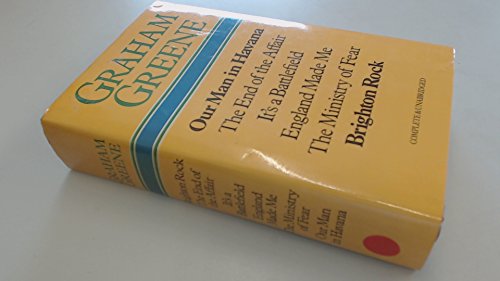 GRAHAM
GREENE
Our Man in Havana
The End of the Affair
It's a Battlefield
England Made Me
The Ministry of Fear
Brighton Rock
COMPLETE & UNABRIDGED
GRAHAM
GREENE
Brighton Rock
The End of
the Affair
It's a
Battlefield
England
Made Me
The Ministry
of Fear
Our Man
in Havana